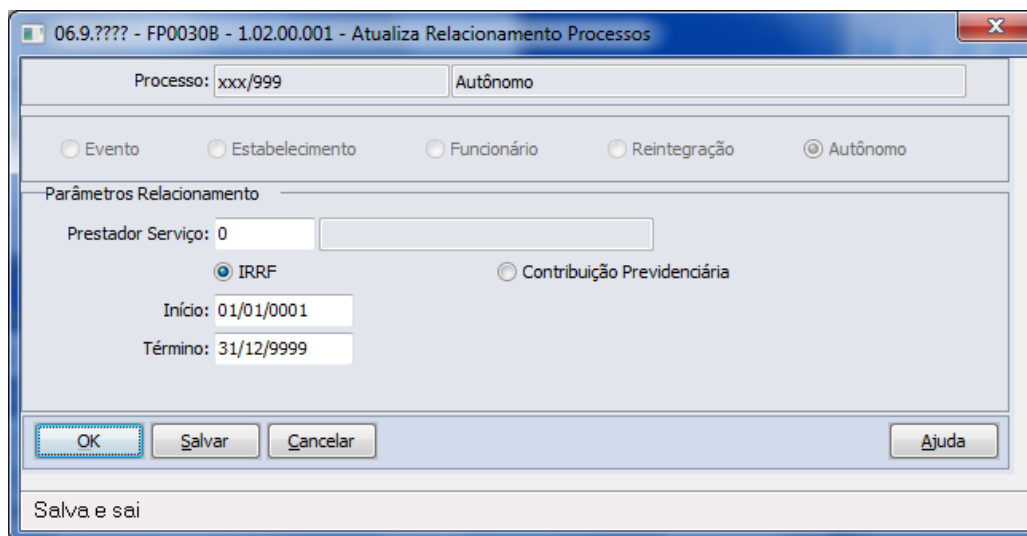 06.9.???? - FP0030B - 1.02.00.001 - Atualiza Relacionamento Processos
Processo: xxx/999 Autônomo
Evento Estabelecimento Funcionário Reintegração Autônomo
Parâmetros Relacionamento
Prestador Serviço: 0
IRRF Contribuição Previdenciária
Início: 01/01/0001
Término: 31/12/9999
OK Salvar Cancelar Ajuda
Salva e sai